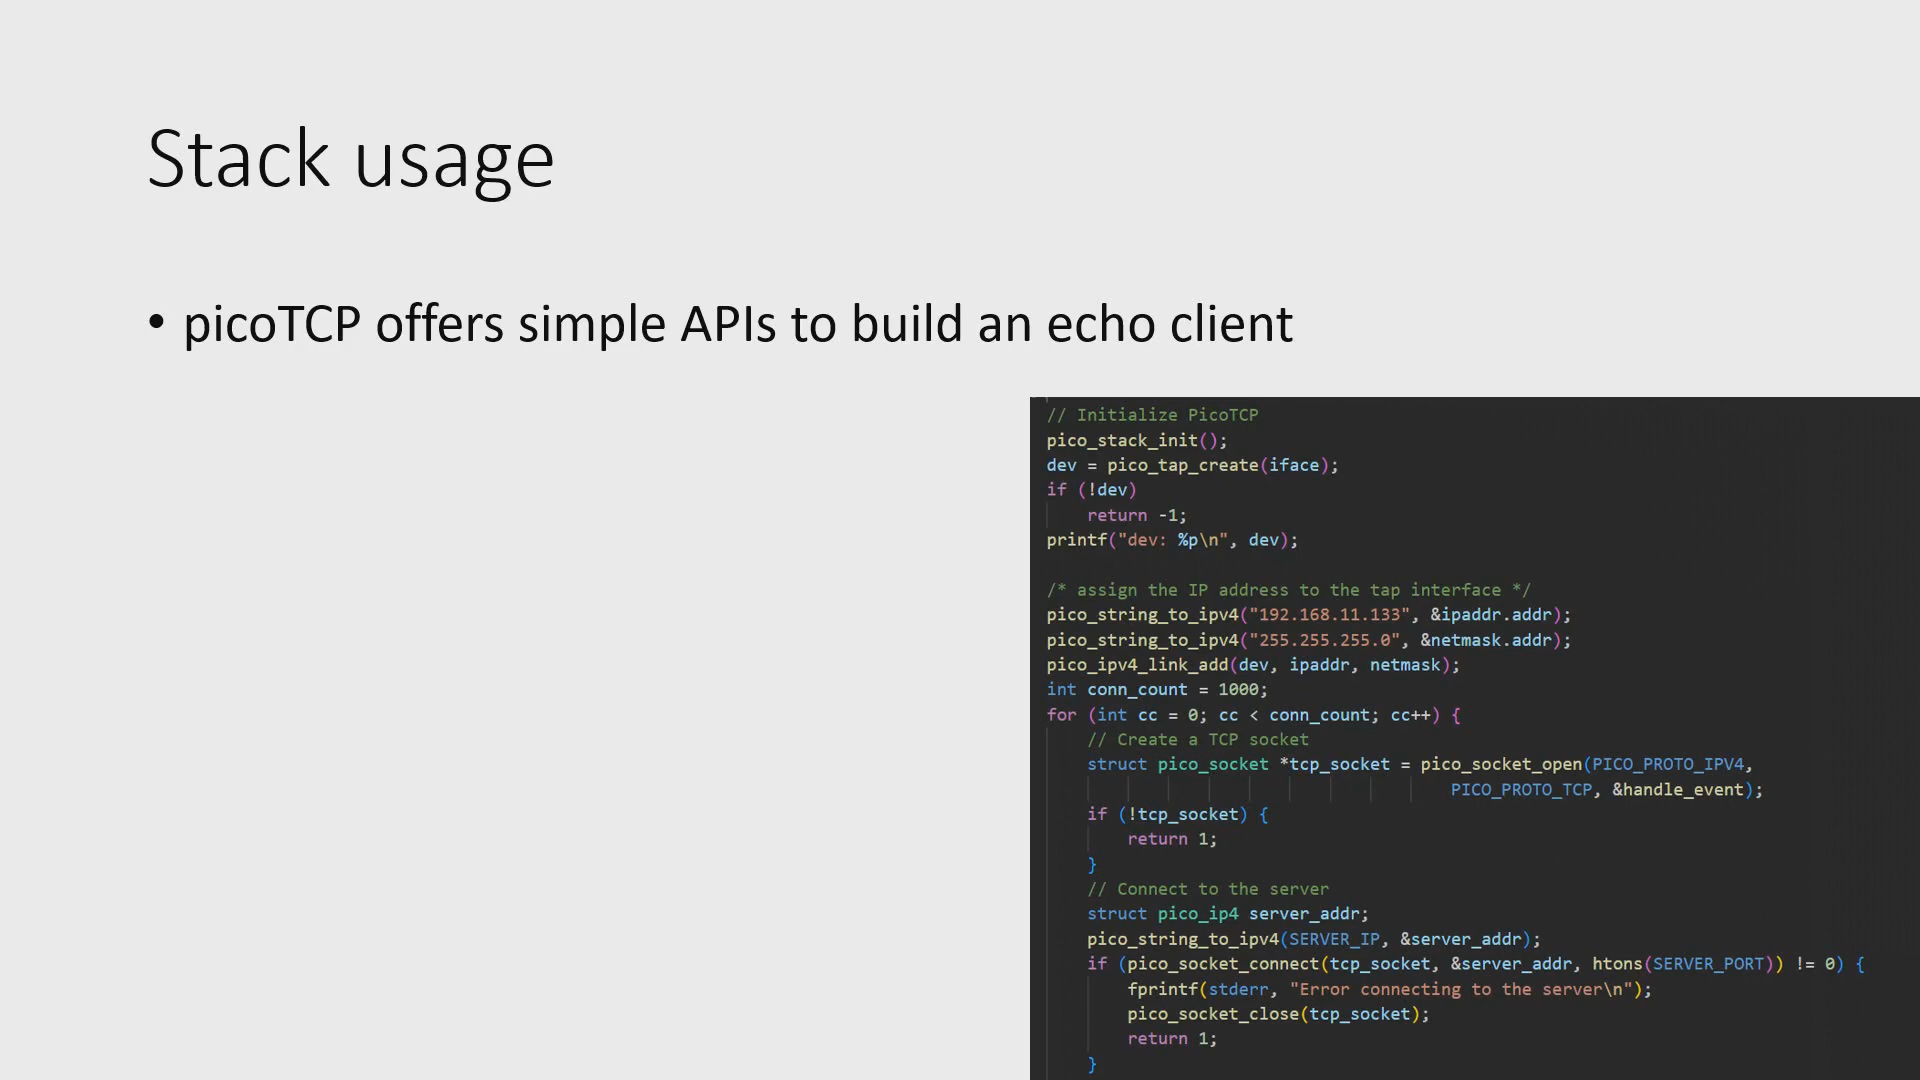 Stack usage
• picoTCP offers simple APIs to build an echo client
// Initialize PicoTCP
pico_stack_init();
dev = pico_tap_create(iface);
if (!dev)
    return -1;
printf("dev: %p\n", dev);
/* assign the IP address to the tap interface */
pico_string_to_ipv4("192.168.11.133", &ipaddr.addr);
pico_string_to_ipv4("255.255.255.0", &netmask.addr);
pico_ipv4_link_add(dev, ipaddr, netmask);
int conn_count = 1000;
for (int cc = 0; cc < conn_count; cc++) {
    // Create a TCP socket
    struct pico_socket *tcp_socket = pico_socket_open(PICO_PROTO_IPV4,
                                        PICO_PROTO_TCP, &handle_event);
    if (!tcp_socket) {
        return 1;
    }
    // Connect to the server
    struct pico_ip4 server_addr;
    pico_string_to_ipv4(SERVER_IP, &server_addr);
    if (pico_socket_connect(tcp_socket, &server_addr, htons(SERVER_PORT)) != 0) {
        fprintf(stderr, "Error connecting to the server\n");
        pico_socket_close(tcp_socket);
        return 1;
    }